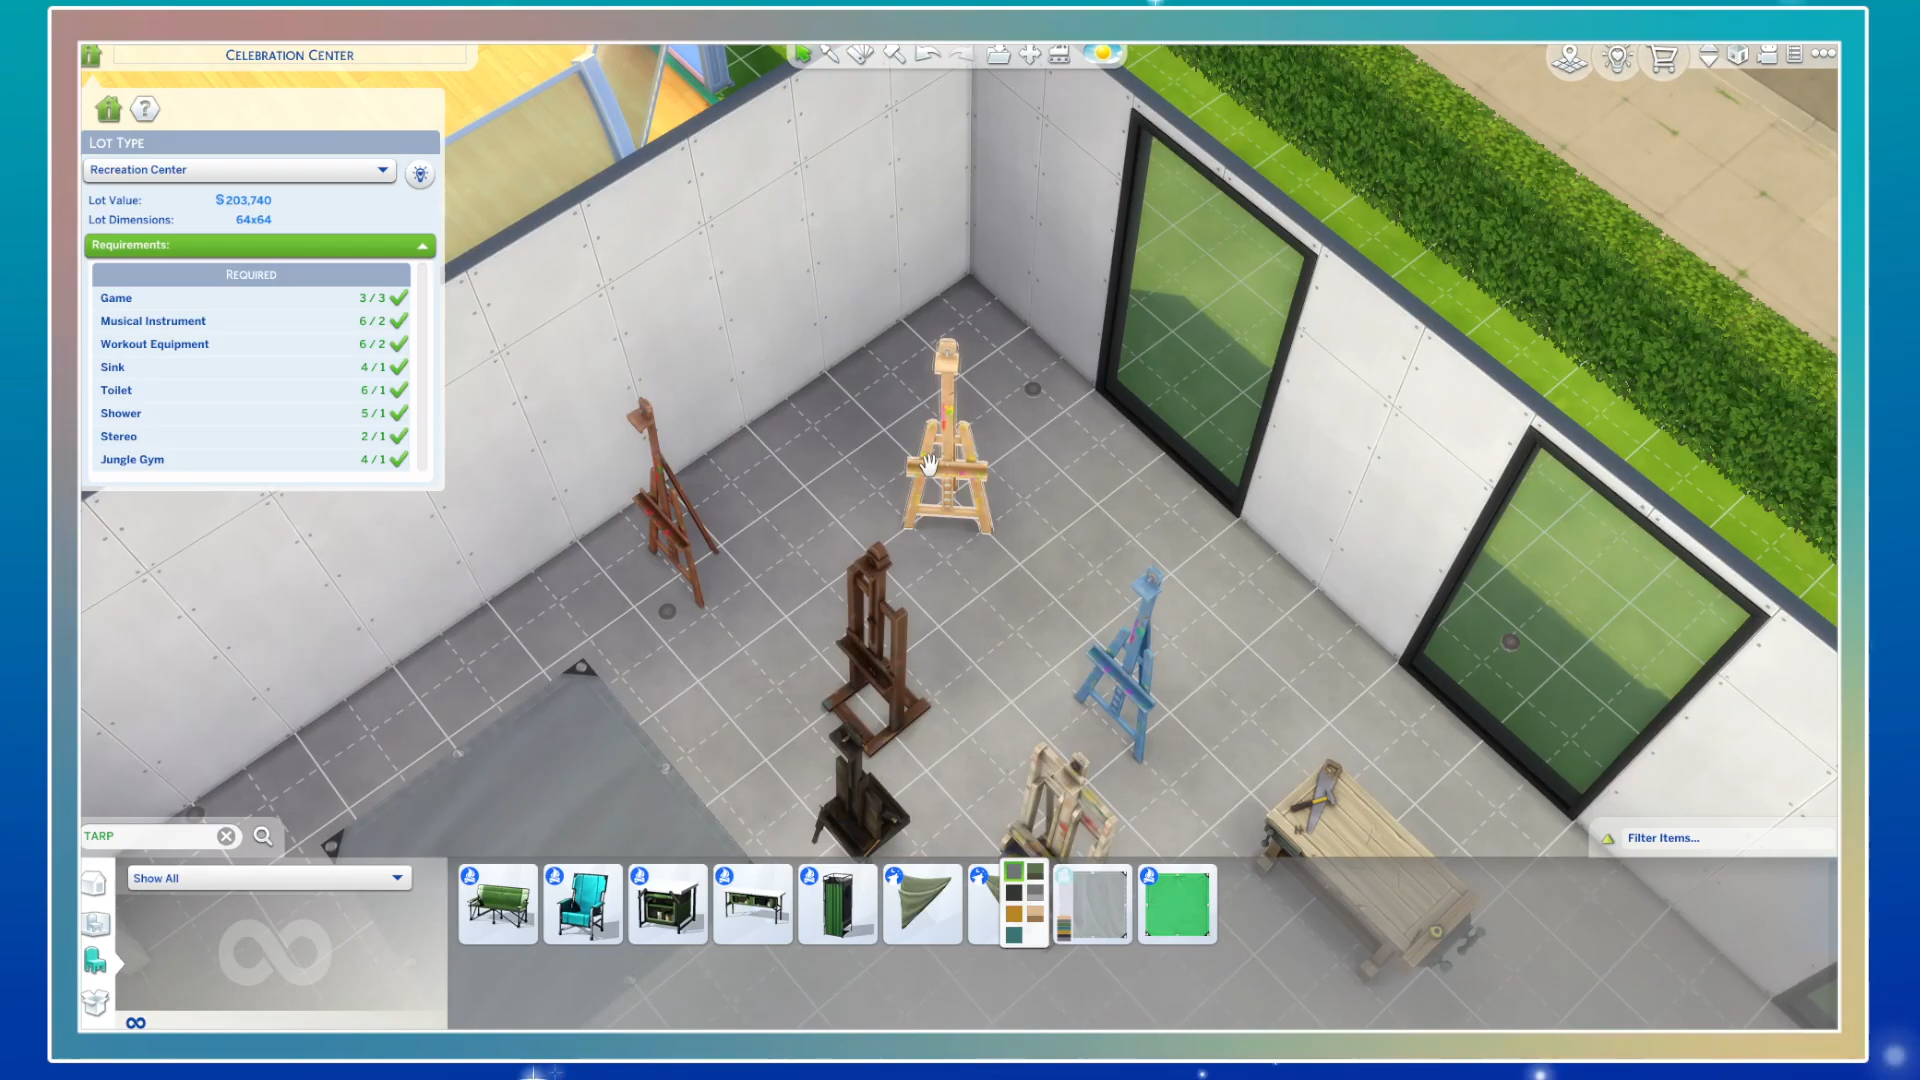 CELEBRATION CENTER
LOT TYPE
Recreation Center
Lot Value: $203,740
Lot Dimensions: 64x64
Requirements:
REQUIRED
Game 3 / 3
Musical Instrument 6 / 2
Workout Equipment 6 / 2
Sink 4 / 1
Toilet 6 / 1
Shower 5 / 1
Stereo 2 / 1
Jungle Gym 4 / 1
TARP
Filter Items...
Show All